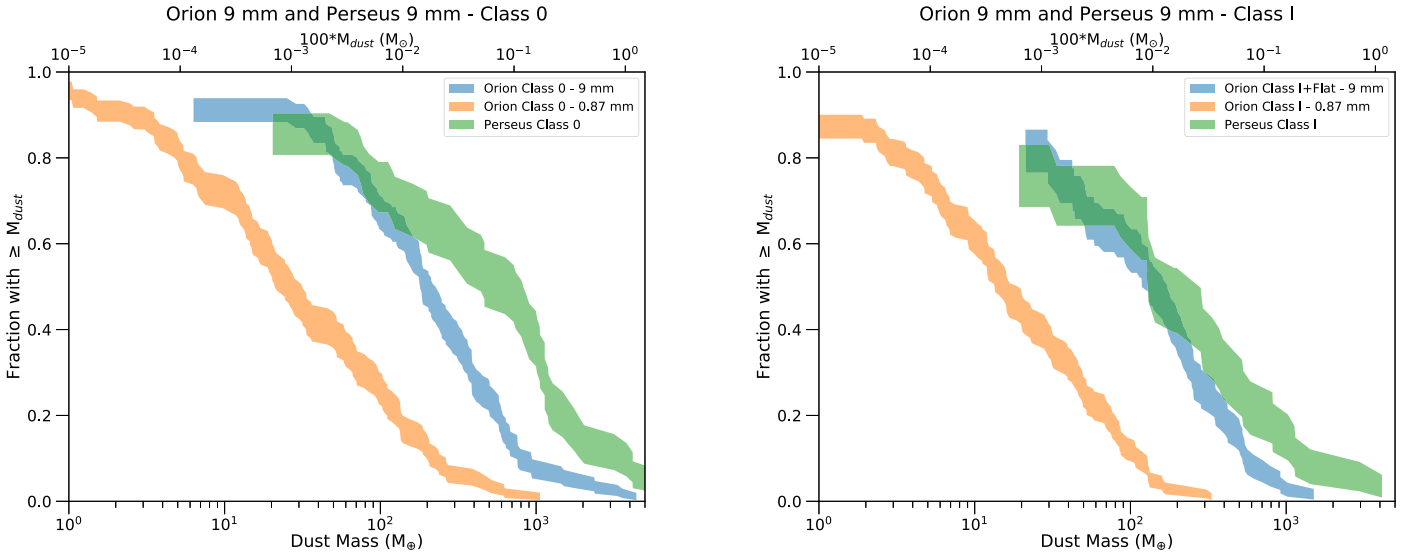 Orion 9 mm and Perseus 9 mm - Class 0
100*M_dust (M_⊙)
10^-5 10^-4 10^-3 10^-2 10^-1 10^0
Orion Class 0 - 9 mm
Orion Class 0 - 0.87 mm
Perseus Class 0
Fraction with ≥ M_dust
1.0
0.8
0.6
0.4
0.2
0.0
10^0 10^1 10^2 10^3
Dust Mass (M_⊕)
Orion 9 mm and Perseus 9 mm - Class I
100*M_dust (M_⊙)
10^-5 10^-4 10^-3 10^-2 10^-1 10^0
Orion Class I+Flat - 9 mm
Orion Class I - 0.87 mm
Perseus Class I
Fraction with ≥ M_dust
1.0
0.8
0.6
0.4
0.2
0.0
10^0 10^1 10^2 10^3
Dust Mass (M_⊕)